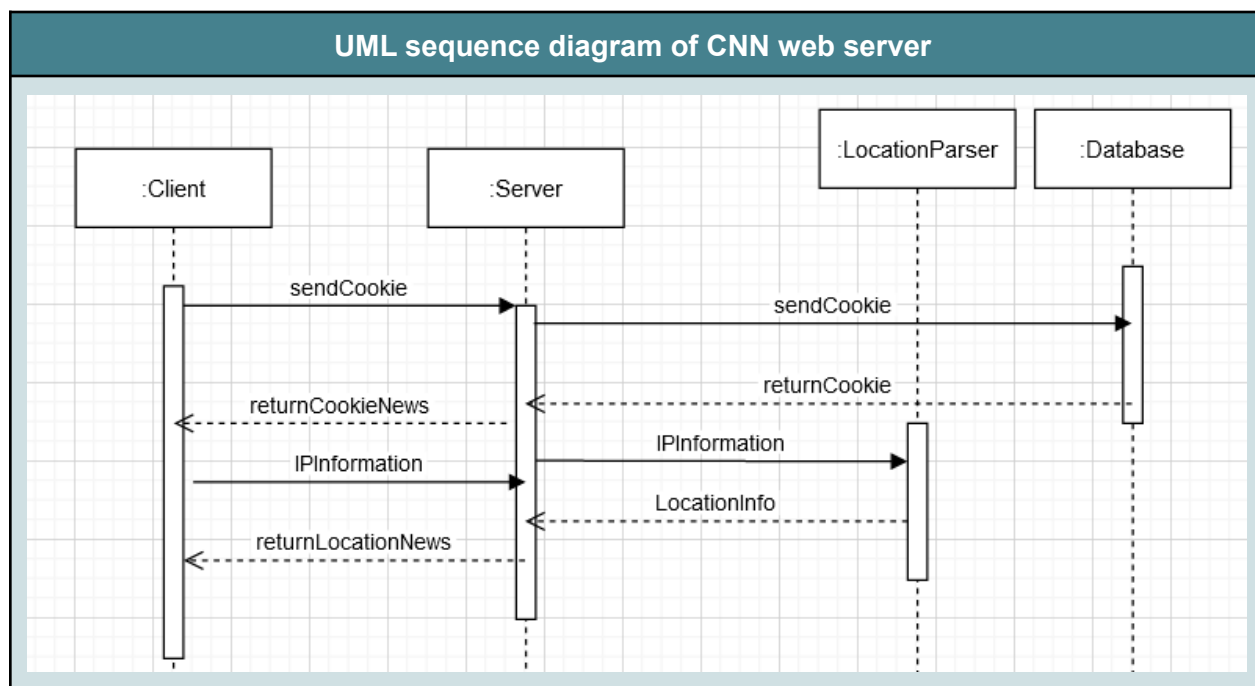 UML sequence diagram of CNN web server
:LocationParser
:Database
:Client
:Server
sendCookie
sendCookie
returnCookie
returnCookieNews
IPInformation
IPInformation
LocationInfo
returnLocationNews